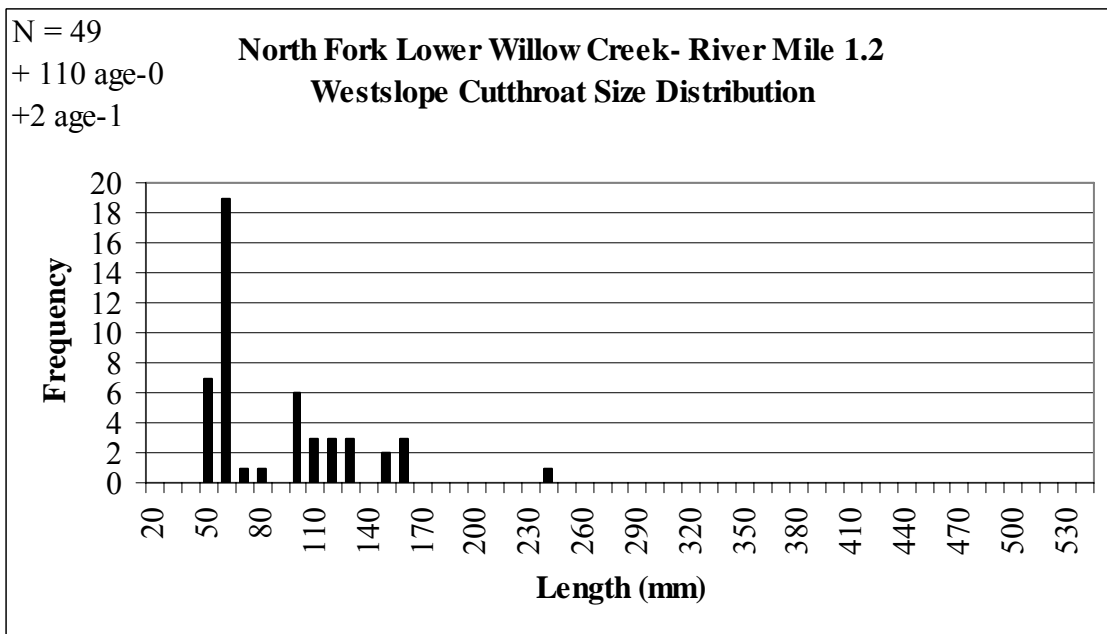 N = 49
+ 110 age-0
+2 age-1
North Fork Lower Willow Creek- River Mile 1.2
Westslope Cutthroat Size Distribution
20
18
16
14
12
10
8
6
4
2
0
Frequency
20 50 80 110 140 170 200 230 260 290 320 350 380 410 440 470 500 530
Length (mm)